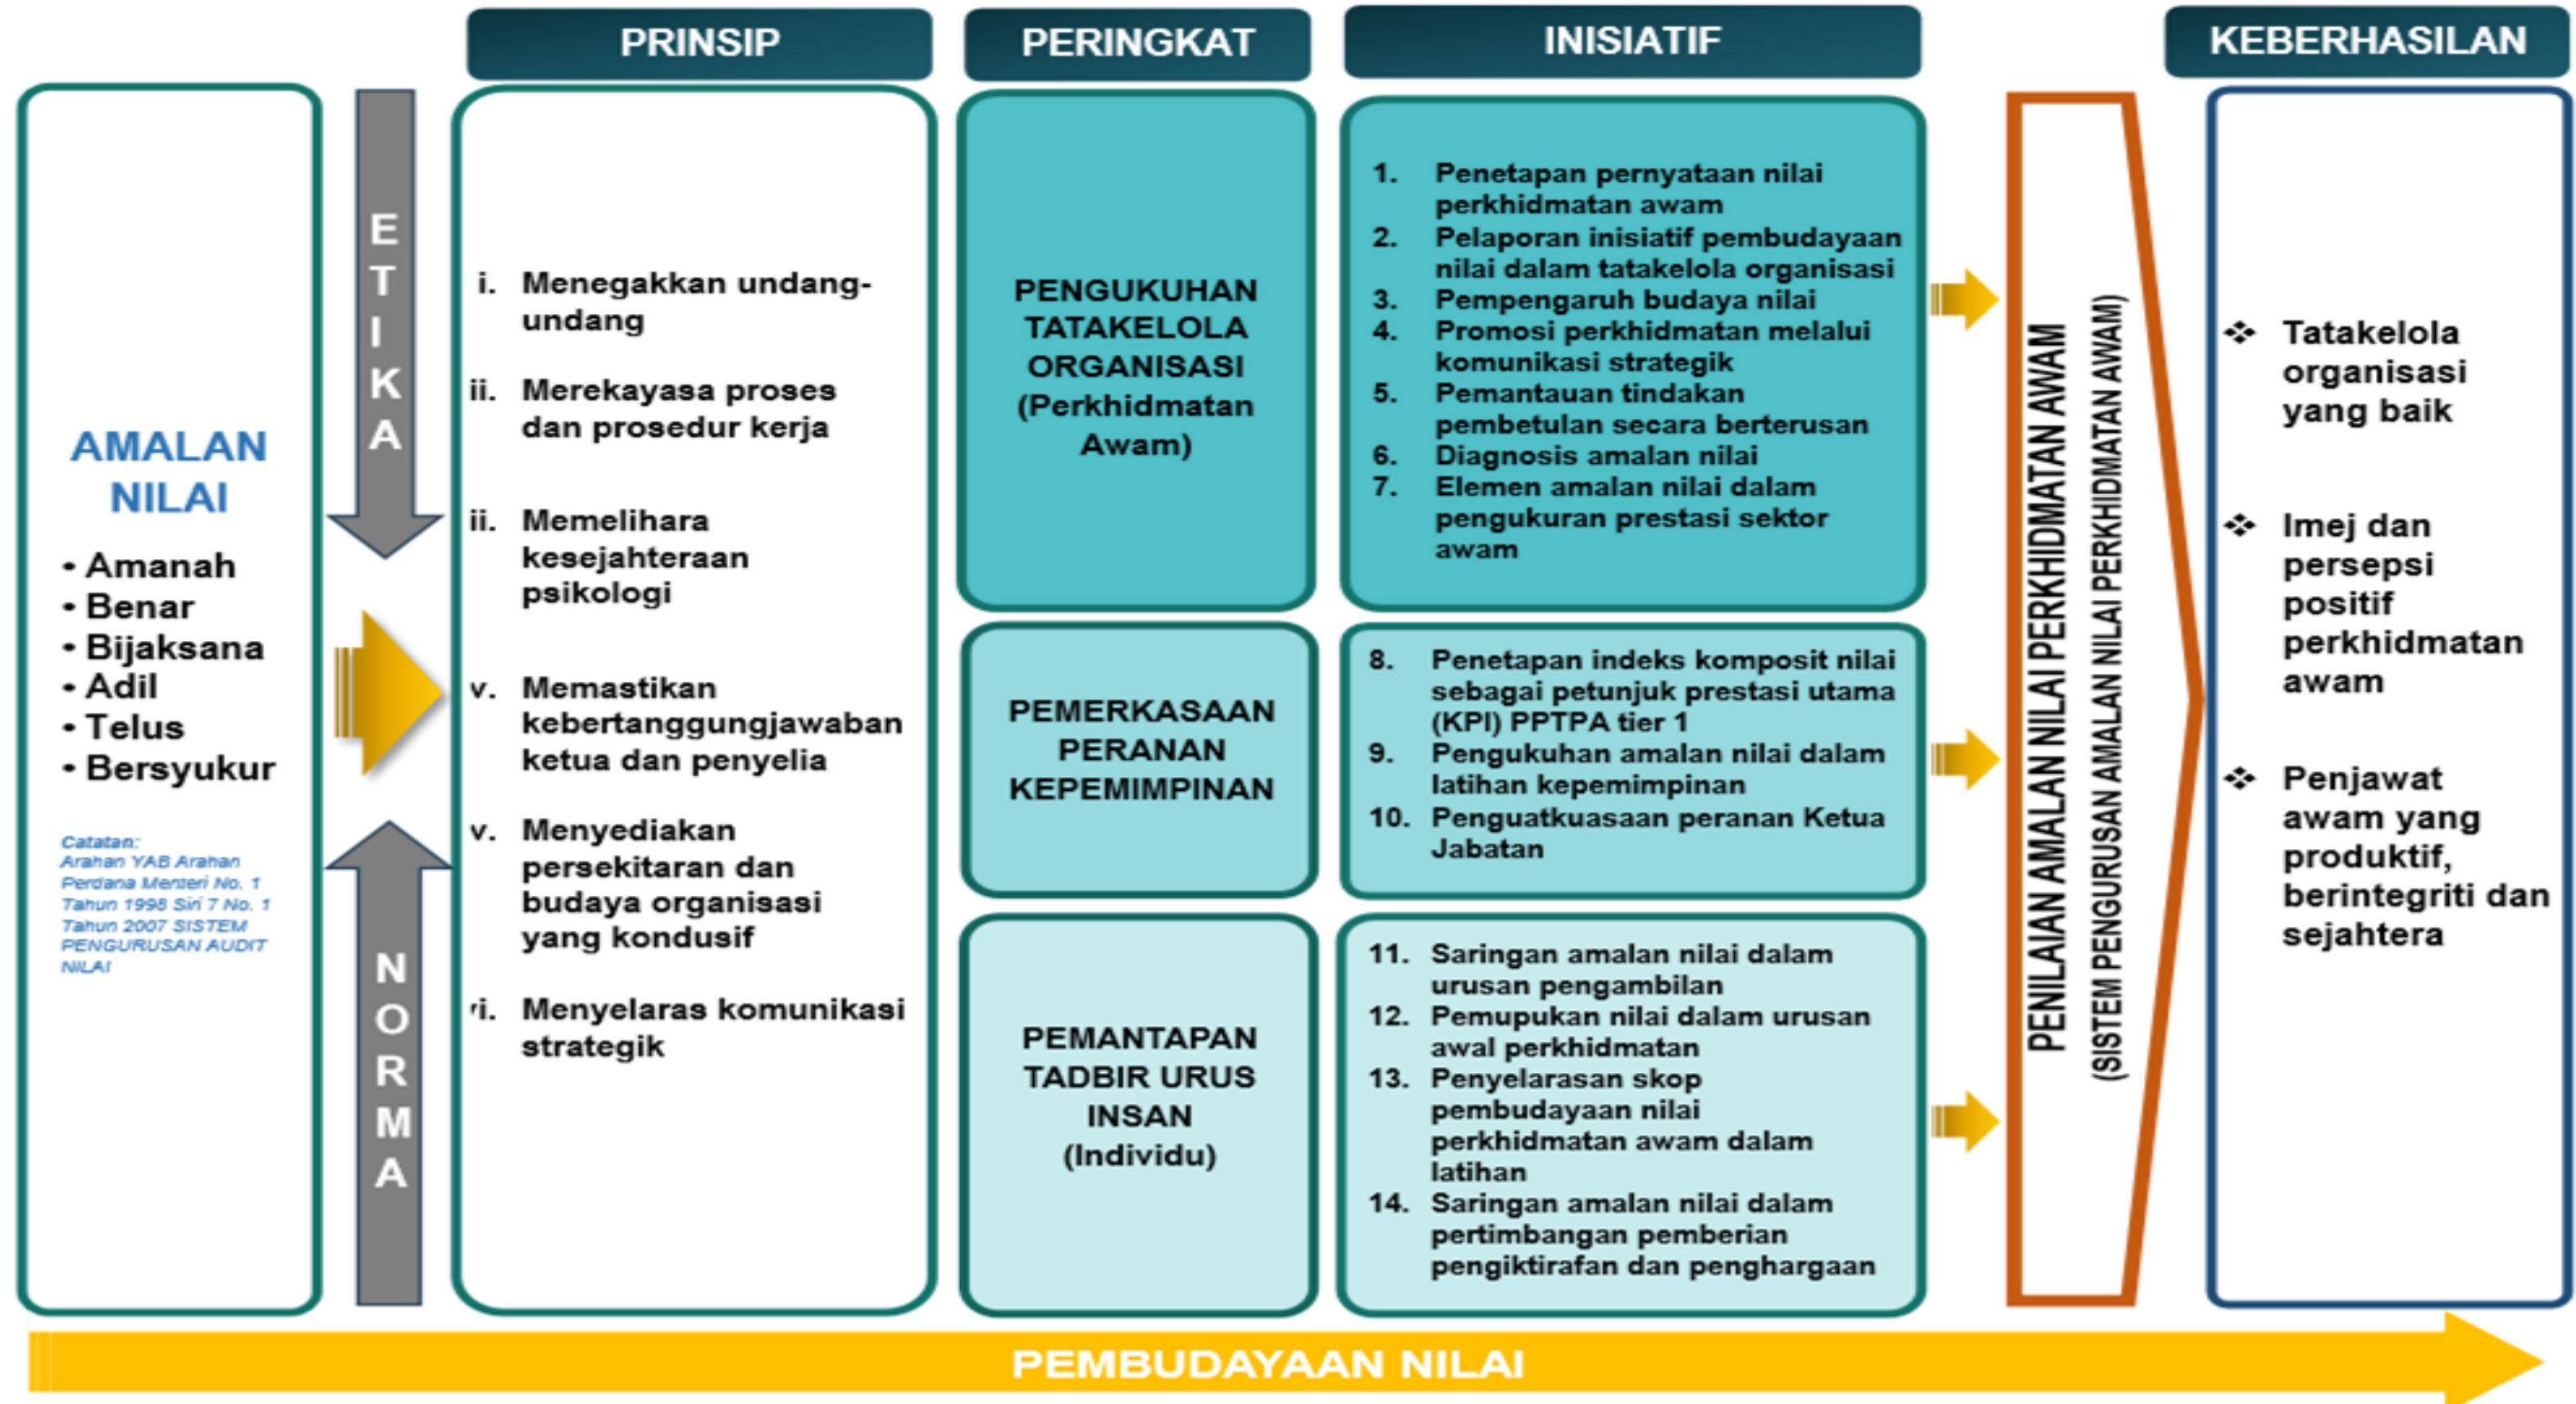 PRINSIP
PERINGKAT
INISIATIF
KEBERHASILAN
AMALAN
NILAI
• Amanah
• Benar
• Bijaksana
• Adil
• Telus
• Bersyukur
Catatan:
Arahan YAB Arahan
Perdana Menteri No. 1
Tahun 1998 Siri 7 No. 1
Tahun 2007 SISTEM
PENGURUSAN AUDIT
NILAI
ETIKA
NORMA
i. Menegakkan undang-
undang
ii. Merekayasa proses
dan prosedur kerja
ii. Memelihara
kesejahteraan
psikologi
v. Memastikan
kebertanggungjawaban
ketua dan penyelia
v. Menyediakan
persekitaran dan
budaya organisasi
yang kondusif
vi. Menyelaras komunikasi
strategik
PENGUKUHAN
TATAKELOLA
ORGANISASI
(Perkhidmatan
Awam)
1. Penetapan pernyataan nilai
perkhidmatan awam
2. Pelaporan inisiatif pembudayaan
nilai dalam tatakelola organisasi
3. Pempengaruh budaya nilai
4. Promosi perkhidmatan melalui
komunikasi strategik
5. Pemantauan tindakan
pembetulan secara berterusan
6. Diagnosis amalan nilai
7. Elemen amalan nilai dalam
pengukuran prestasi sektor
awam
PEMERKASAAN
PERANAN
KEPEMIMPINAN
8. Penetapan indeks komposit nilai
sebagai petunjuk prestasi utama
(KPI) PPTPA tier 1
9. Pengukuhan amalan nilai dalam
latihan kepemimpinan
10. Penguatkuasaan peranan Ketua
Jabatan
PEMANTAPAN
TADBIR URUS
INSAN
(Individu)
11. Saringan amalan nilai dalam
urusan pengambilan
12. Pemupukan nilai dalam urusan
awal perkhidmatan
13. Penyelarasan skop
pembudayaan nilai
perkhidmatan awam dalam
latihan
14. Saringan amalan nilai dalam
pertimbangan pemberian
pengiktirafan dan penghargaan
PENILAIAN AMALAN NILAI PERKHIDMATAN AWAM
(SISTEM PENGURUSAN AMALAN NILAI PERKHIDMATAN AWAM)
❖ Tatakelola
organisasi
yang baik
❖ Imej dan
persepsi
positif
perkhidmatan
awam
❖ Penjawat
awam yang
produktif,
berintegriti dan
sejahtera
PEMBUDAYAAN NILAI